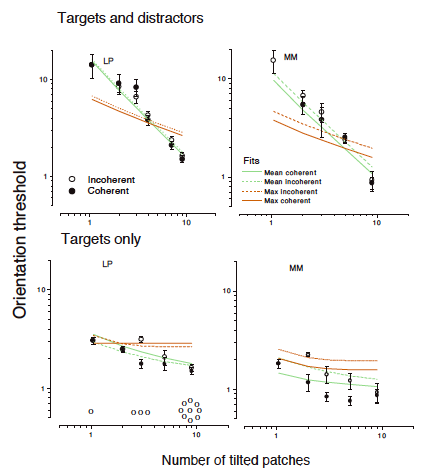 Targets and distractors
LP
MM
10
10
1
1
Incoherent
Coherent
Fits
Mean coherent
Mean incoherent
Max incoherent
Max coherent
1
10
1
10
Orientation threshold
Targets only
LP
MM
10
10
1
1
1
10
1
10
Number of tilted patches